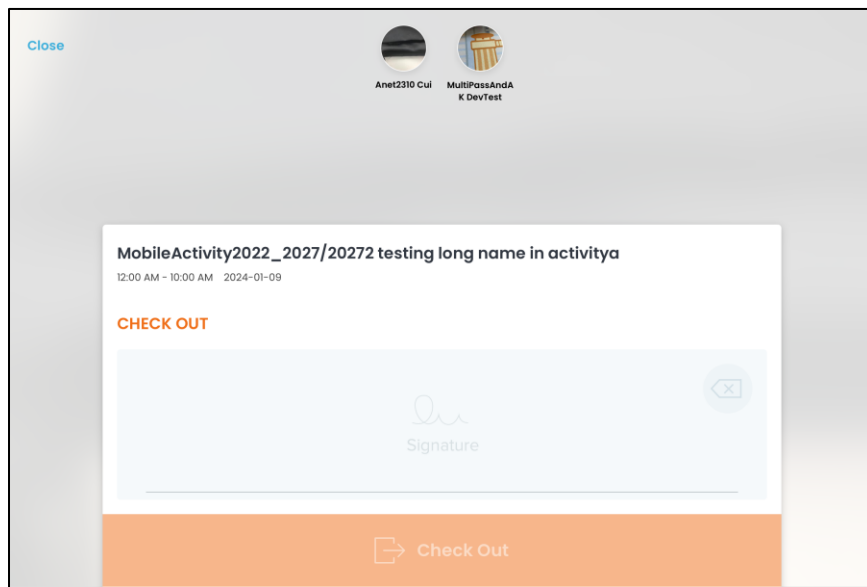 Close
Anet2310 Cui
MultiPassAndA
K DevTest
MobileActivity2022_2027/20272 testing long name in activitya
12:00 AM - 10:00 AM 2024-01-09
CHECK OUT
Signature
Check Out